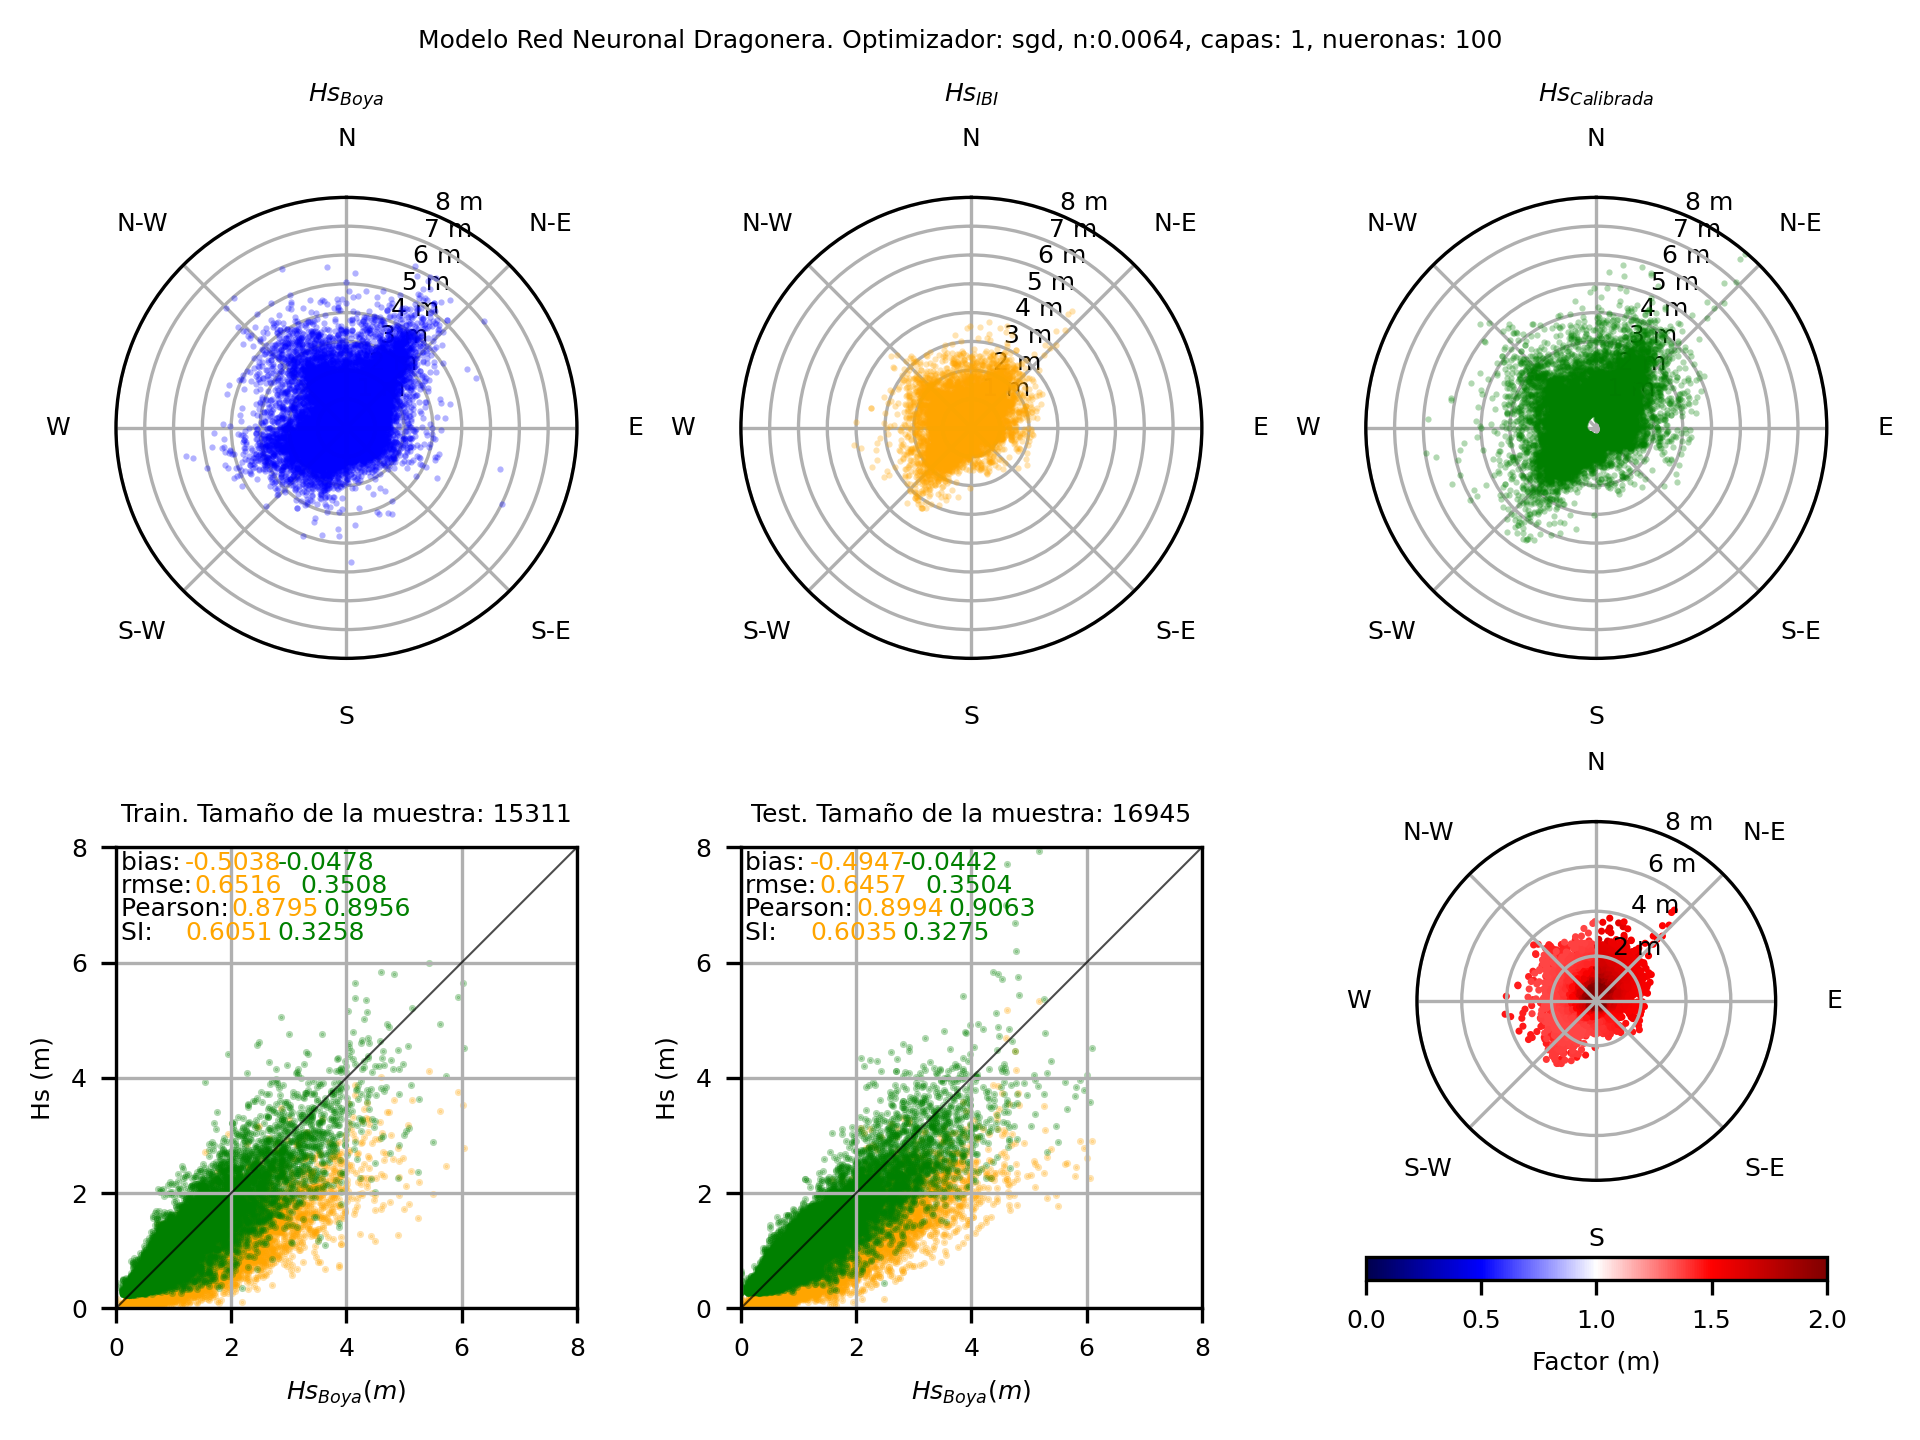 Modelo Red Neuronal Dragonera. Optimizador: sgd, n:0.0064, capas: 1, nueronas: 100
Hs_Boya
N
N-W
N-E
W
E
S-W
S-E
S
8 m
7 m
6 m
5 m
4 m
3 m
Hs_IBI
N
N-W
N-E
W
E
S-W
S-E
S
8 m
7 m
6 m
5 m
4 m
3 m
2 m
m
Hs_Calibrada
N
N-W
N-E
W
E
S-W
S-E
S
8 m
7 m
6 m
5 m
4 m
3 m
m
Train. Tamaño de la muestra: 15311
bias: -0.5038 -0.0478
rmse: 0.6516 0.3508
Pearson: 0.8795 0.8956
SI: 0.6051 0.3258
Hs (m)
8
6
4
2
0
0 2 4 6 8
Hs_Boya(m)
Test. Tamaño de la muestra: 16945
bias: -0.4947 -0.0442
rmse: 0.6457 0.3504
Pearson: 0.8994 0.9063
SI: 0.6035 0.3275
Hs (m)
8
6
4
2
0
0 2 4 6 8
Hs_Boya(m)
N
N-W
N-E
W
E
S-W
S-E
S
8 m
6 m
4 m
2 m
0.0 0.5 1.0 1.5 2.0
Factor (m)